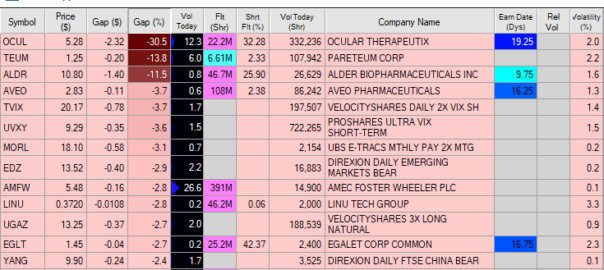 Symbol Price ($) Gap ($) Gap (%) Vol Today Flt (Shr) Shrt Flt (%) Vol Today (Shr) Company Name Earn Date (Dys) Rel Vol Volatility (%)
OCUL 5.28 -2.32 -30.5 12.3 22.2M 32.28 332,236 OCULAR THERAPEUTIX 19.25 2.0
TEUM 1.25 -0.20 -13.8 6.0 6.61M 2.33 107,942 PARETEUM CORP 2.2
ALDR 10.80 -1.40 -11.5 0.8 46.7M 25.90 26,629 ALDER BIOPHARMACEUTICALS INC 9.75 1.6
AVEO 2.83 -0.11 -3.7 0.6 108M 2.38 86,242 AVEO PHARMACEUTICALS 16.25 1.3
TVIX 20.17 -0.78 -3.7 1.7 197,507 VELOCITYSHARES DAILY 2X VIX SH 1.4
UVXY 9.29 -0.35 -3.6 1.5 722,265 PROSHARES ULTRA VIX SHORT-TERM 1.5
MORL 18.10 -0.58 -3.1 0.7 2,154 UBS E-TRACS MTHLY PAY 2X MTG 0.2
EDZ 13.52 -0.40 -2.9 2.2 16,883 DIREXION DAILY EMERGING MARKETS BEAR 0.2
AMFW 5.48 -0.16 -2.8 26.6 391M 14,900 AMEC FOSTER WHEELER PLC 0.1
LINU 0.3720 -0.0108 -2.8 0.2 46.2M 0.06 2,000 LINU TECH GROUP 3.3
UGAZ 13.25 -0.37 -2.7 2.0 188,539 VELOCITYSHARES 3X LONG NATURAL 0.9
EGLT 1.45 -0.04 -2.7 0.2 25.2M 42.37 2,400 EGALET CORP COMMON 16.75 2.3
YANG 9.90 -0.24 -2.4 1.7 3,525 DIREXION DAILY FTSE CHINA BEAR 0.1